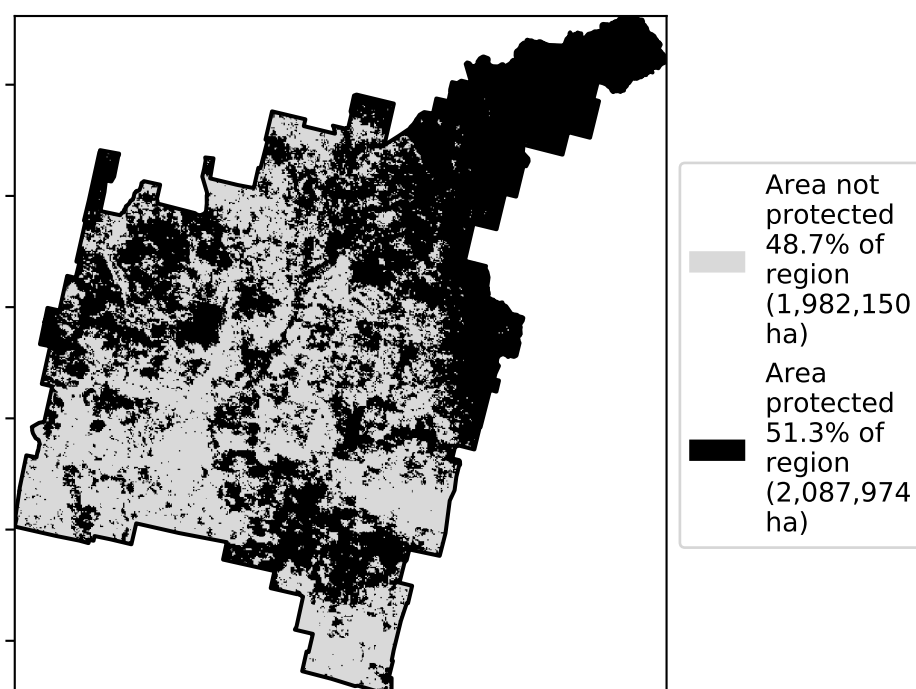 Area not
protected
48.7% of
region
(1,982,150
ha)
Area
protected
51.3% of
region
(2,087,974
ha)